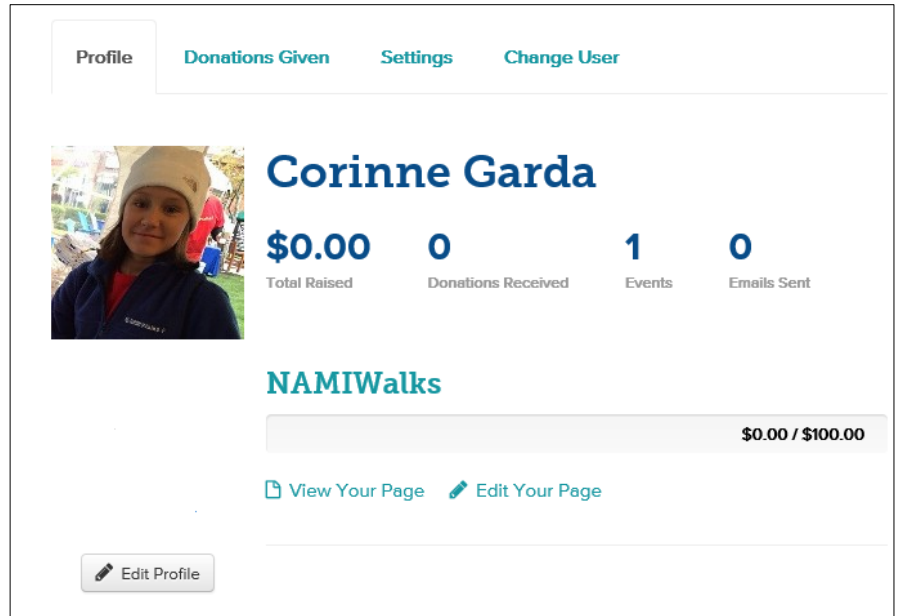 Profile Donations Given Settings Change User
Corinne Garda
$0.00 0 1 0
Total Raised Donations Received Events Emails Sent
NAMIWalks
$0.00 / $100.00
View Your Page Edit Your Page
Edit Profile